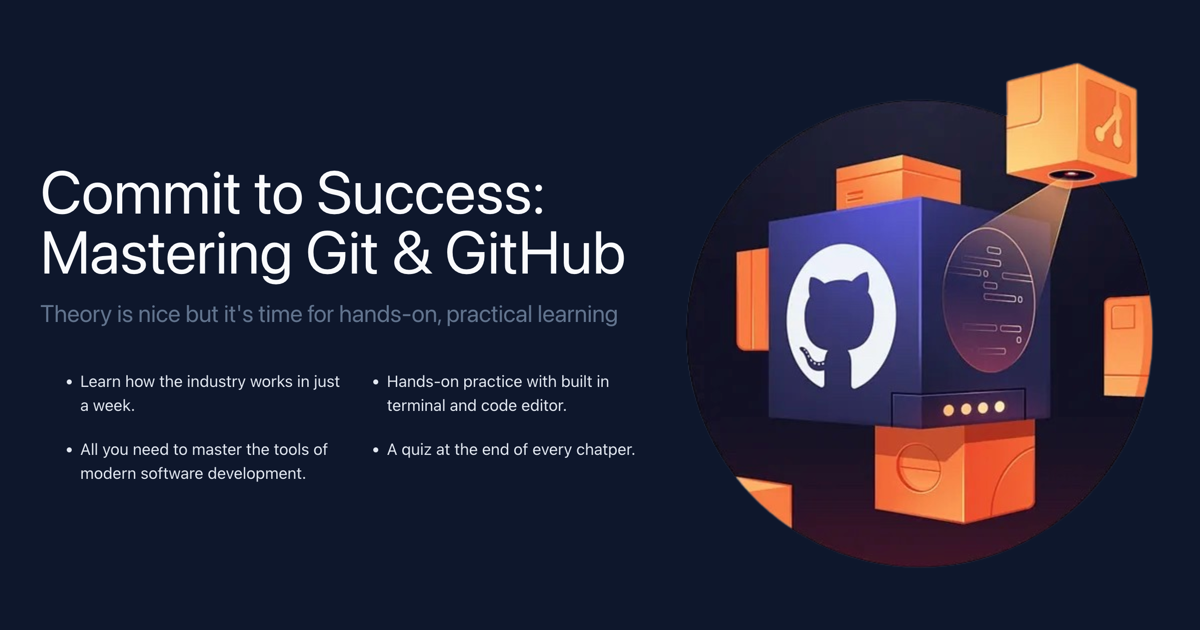 Commit to Success:
Mastering Git & GitHub
Theory is nice but it's time for hands-on, practical learning
• Learn how the industry works in just
a week.
• All you need to master the tools of
modern software development.
• Hands-on practice with built in
terminal and code editor.
• A quiz at the end of every chatper.